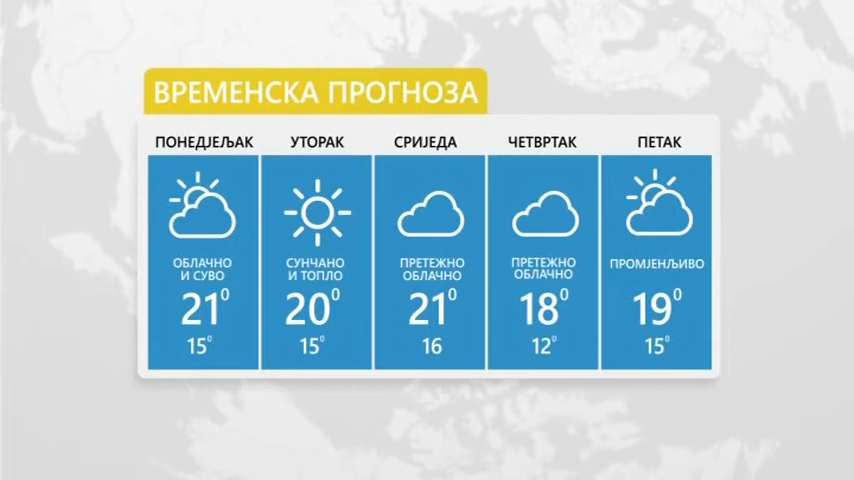 ВРЕМЕНСКА ПРОГНОЗА
ПОНЕДЈЕЉАК
ОБЛАЧНО
И СУВО
21⁰
15⁰
УТОРАК
СУНЧАНО
И ТОПЛО
20⁰
15⁰
СРИЈЕДА
ПРЕТЕЖНО
ОБЛАЧНО
21⁰
16
ЧЕТВРТАК
ПРЕТЕЖНО
ОБЛАЧНО
18⁰
12⁰
ПЕТАК
ПРОМЈЕНЉИВО
19⁰
15⁰